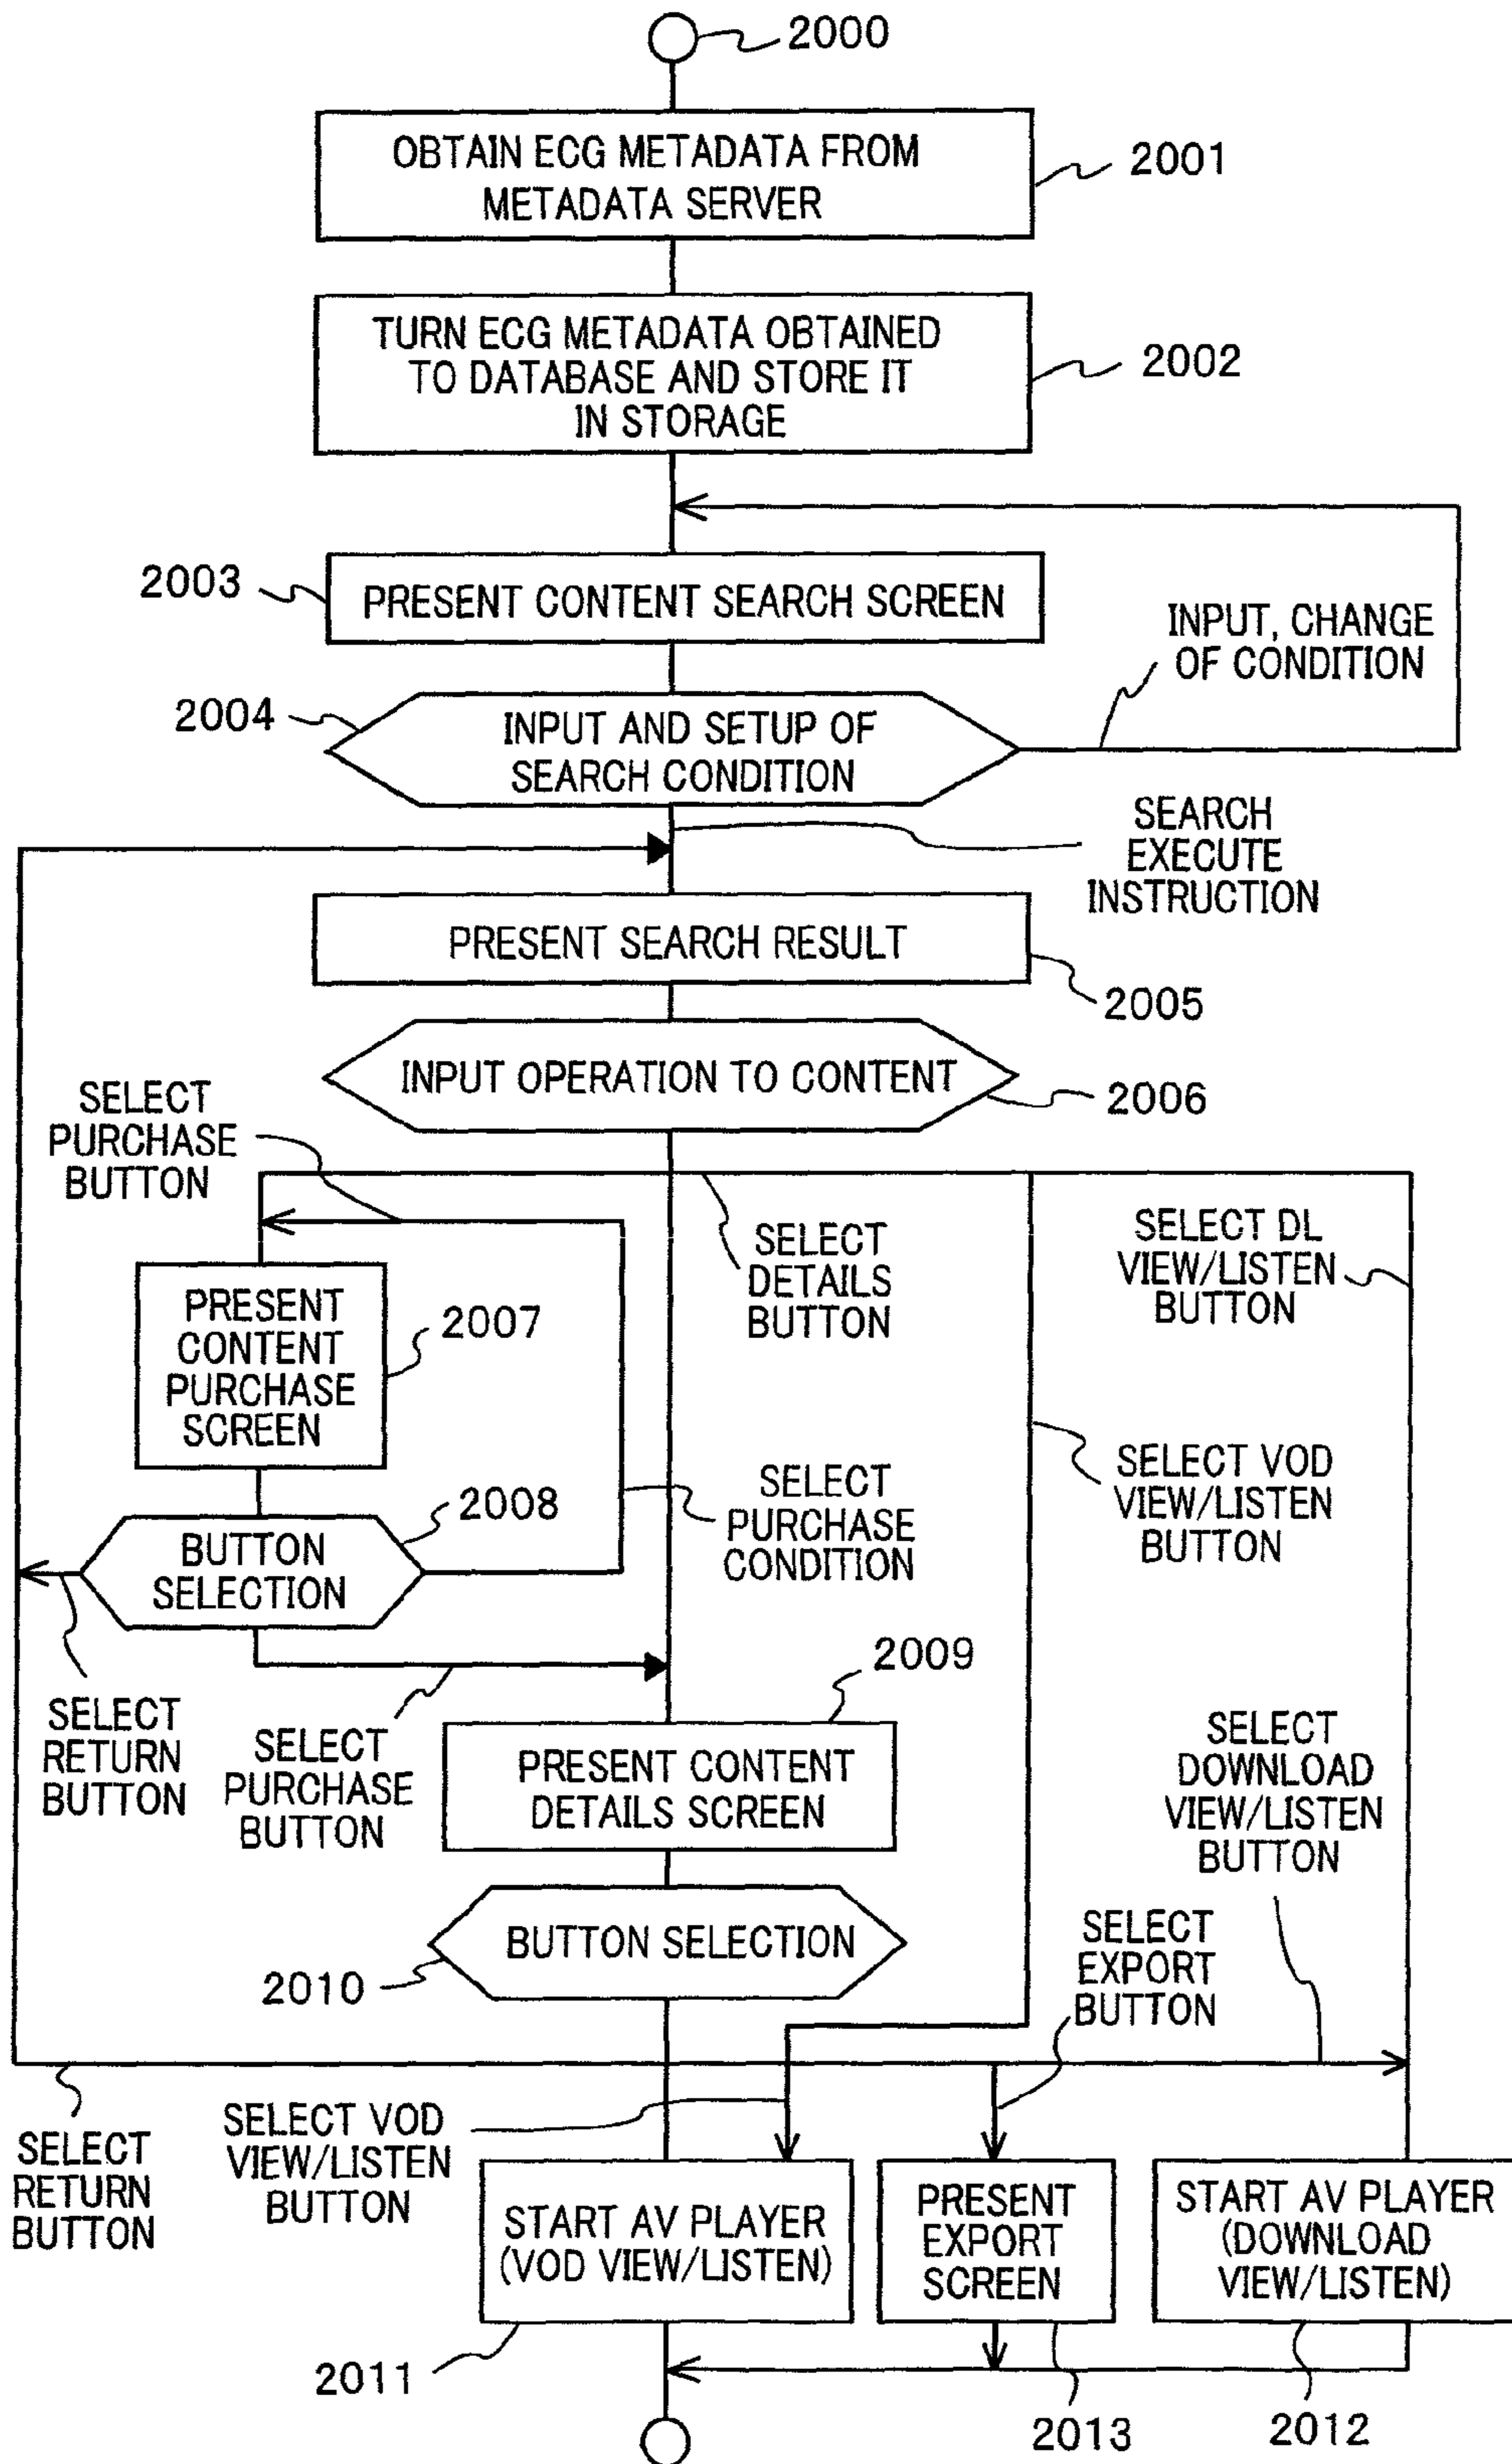 2000
OBTAIN ECG METADATA FROM
METADATA SERVER
2001
TURN ECG METADATA OBTAINED
TO DATABASE AND STORE IT
IN STORAGE
2002
2003
PRESENT CONTENT SEARCH SCREEN
INPUT, CHANGE
OF CONDITION
2004
INPUT AND SETUP OF
SEARCH CONDITION
SEARCH
EXECUTE
INSTRUCTION
PRESENT SEARCH RESULT
2005
INPUT OPERATION TO CONTENT
2006
SELECT
PURCHASE
BUTTON
SELECT
DETAILS
BUTTON
SELECT DL
VIEW/LISTEN
BUTTON
PRESENT
CONTENT
PURCHASE
SCREEN
2007
SELECT VOD
VIEW/LISTEN
BUTTON
SELECT
PURCHASE
CONDITION
2008
BUTTON
SELECTION
2009
SELECT
RETURN
BUTTON
SELECT
PURCHASE
BUTTON
PRESENT CONTENT
DETAILS SCREEN
SELECT
DOWNLOAD
VIEW/LISTEN
BUTTON
BUTTON SELECTION
2010
SELECT
EXPORT
BUTTON
SELECT
RETURN
BUTTON
SELECT VOD
VIEW/LISTEN
BUTTON
START AV PLAYER
(VOD VIEW/LISTEN)
PRESENT
EXPORT
SCREEN
START AV PLAYER
(DOWNLOAD
VIEW/LISTEN)
2011
2013
2012